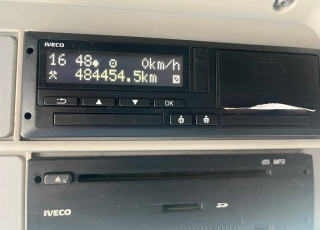 IVECO
16 48 0km/h
484454.5km
OK
MP3
IVECO
SD